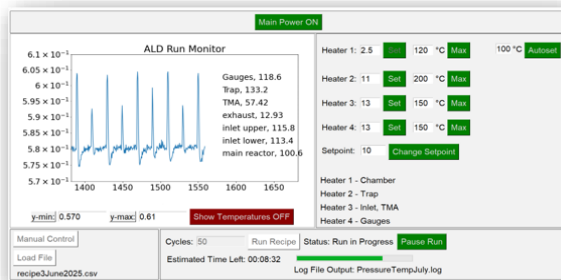 Main Power ON
ALD Run Monitor
6.1 × 10⁻¹
6.05 × 10⁻¹
6 × 10⁻¹
5.95 × 10⁻¹
5.9 × 10⁻¹
5.85 × 10⁻¹
5.8 × 10⁻¹
5.75 × 10⁻¹
5.7 × 10⁻¹
1400 1450 1500 1550 1600 1650
Gauges, 118.6
Trap, 133.2
TMA, 57.42
exhaust, 12.93
inlet upper, 115.8
inlet lower, 113.4
main reactor, 100.6
y-min: 0.570 y-max: 0.61 Show Temperatures OFF
Heater 1: 2.5 Set 120 °C Max 100 °C Autoset
Heater 2: 11 Set 200 °C Max
Heater 3: 13 Set 150 °C Max
Heater 4: 13 Set 150 °C Max
Setpoint: 10 Change Setpoint
Heater 1 - Chamber
Heater 2 - Trap
Heater 3 - Inlet, TMA
Heater 4 - Gauges
Manual Control
Load File
recipe3June2025.csv
Cycles: 50 Run Recipe Status: Run in Progress Pause Run
Estimated Time Left: 00:08:32
Log File Output: PressureTempJuly.log